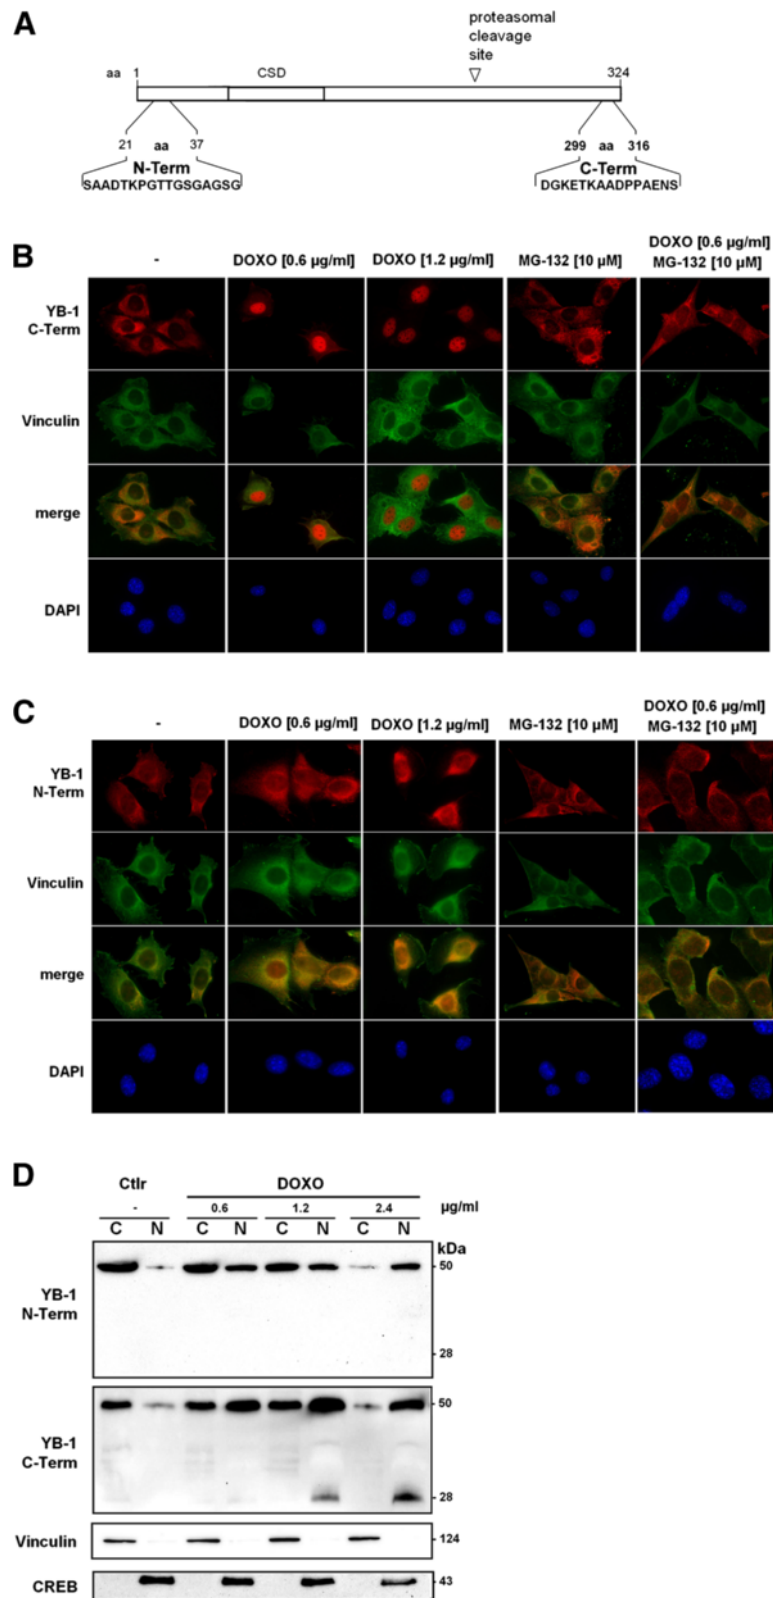 A
proteasomal
cleavage
site
aa 1 CSD 324
21 aa 37
N-Term
SAADTKPGTTGSGAGSG
299 aa 316
C-Term
DGKETKAADPPAENS
B
- DOXO [0.6 µg/ml] DOXO [1.2 µg/ml] MG-132 [10 µM] DOXO [0.6 µg/ml]
MG-132 [10 µM]
YB-1
C-Term
Vinculin
merge
DAPI
C
- DOXO [0.6 µg/ml] DOXO [1.2 µg/ml] MG-132 [10 µM] DOXO [0.6 µg/ml]
MG-132 [10 µM]
YB-1
N-Term
Vinculin
merge
DAPI
D
Ctlr DOXO
- 0.6 1.2 2.4 µg/ml
C N C N C N C N
kDa
YB-1
N-Term
50
28
YB-1
C-Term
50
28
Vinculin 124
CREB 43